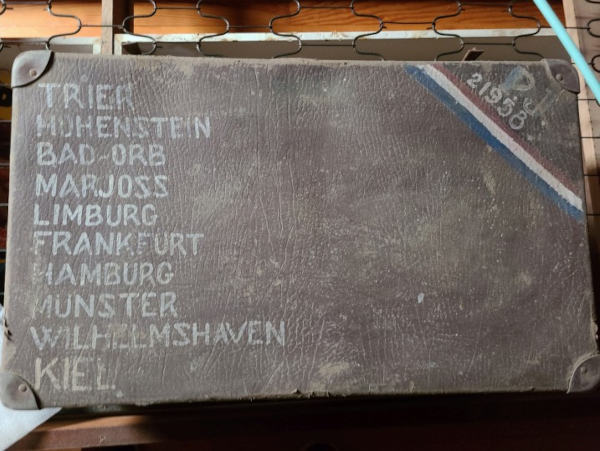 TRIER
HOHENSTEIN
BAD-ORB
MARJOSS
LIMBURG
FRANKFURT
HAMBURG
MUNSTER
WILHELMSHAVEN
KIEL
21958